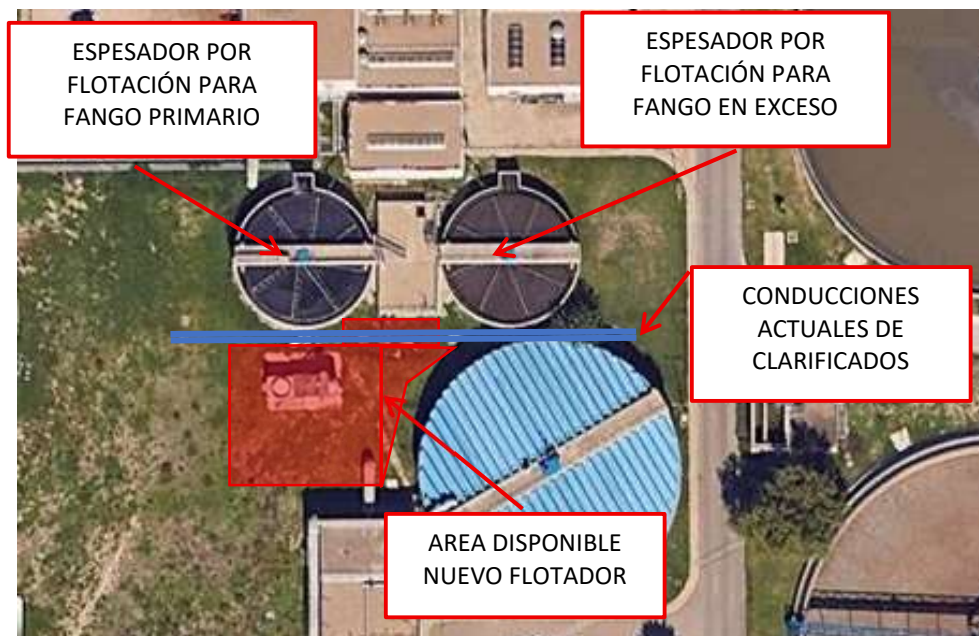 ESPESADOR POR
FLOTACIÓN PARA
FANGO PRIMARIO
ESPESADOR POR
FLOTACIÓN PARA
FANGO EN EXCESO
CONDUCCIONES
ACTUALES DE
CLARIFICADOS
AREA DISPONIBLE
NUEVO FLOTADOR